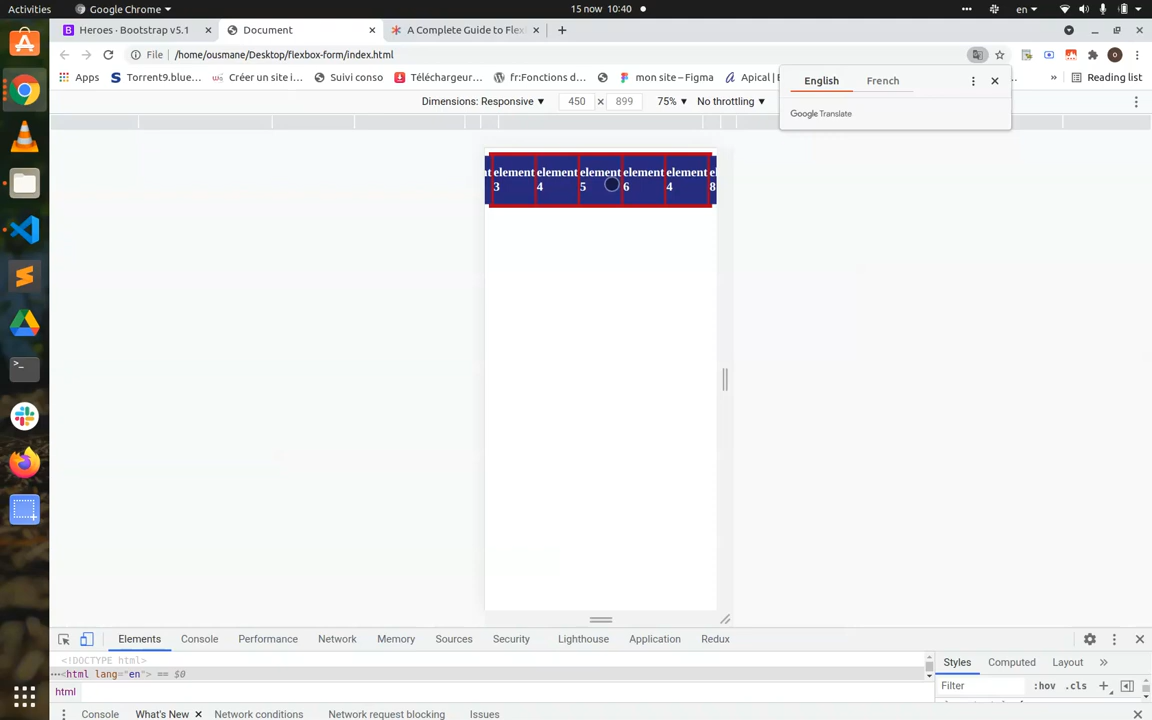 Activities
Google Chrome
15 now 10:40
en
Heroes · Bootstrap v5.1
Document
A Complete Guide to Flex
File
/home/ousmane/Desktop/flexbox-form/index.html
Apps
Torrent9.blue...
Créer un site i...
Suivi conso
Téléchargeur...
fr:Fonctions d...
mon site – Figma
Apical | E
»
Reading list
English
French
Google Translate
Dimensions: Responsive
450
×
899
75%
No throttling
nt
element 3
element 4
element 5
element 6
element 4
el 8
Elements
Console
Performance
Network
Memory
Sources
Security
Lighthouse
Application
Redux
<!DOCTYPE html>
···<html lang="en"> == $0
html
Styles
Computed
Layout
»
Filter
:hov
.cls
Console
What's New
Network conditions
Network request blocking
Issues